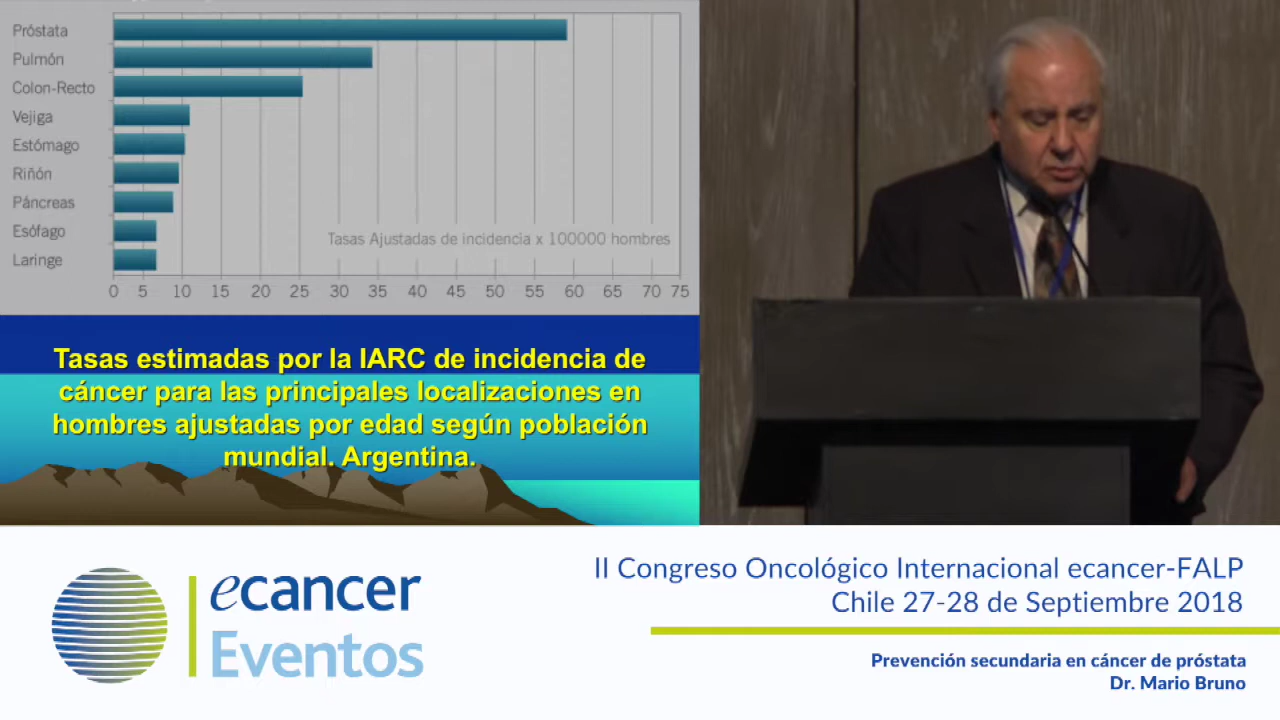 Próstata
Pulmón
Colon-Recto
Vejiga
Estómago
Riñón
Páncreas
Esófago
Laringe
Tasas Ajustadas de incidencia x 100000 hombres
0 5 10 15 20 25 30 35 40 45 50 55 60 65 70 75
Tasas estimadas por la IARC de incidencia de
cáncer para las principales localizaciones en
hombres ajustadas por edad según población
mundial. Argentina.
ecancer
Eventos
II Congreso Oncológico Internacional ecancer-FALP
Chile 27-28 de Septiembre 2018
Prevención secundaria en cáncer de próstata
Dr. Mario Bruno